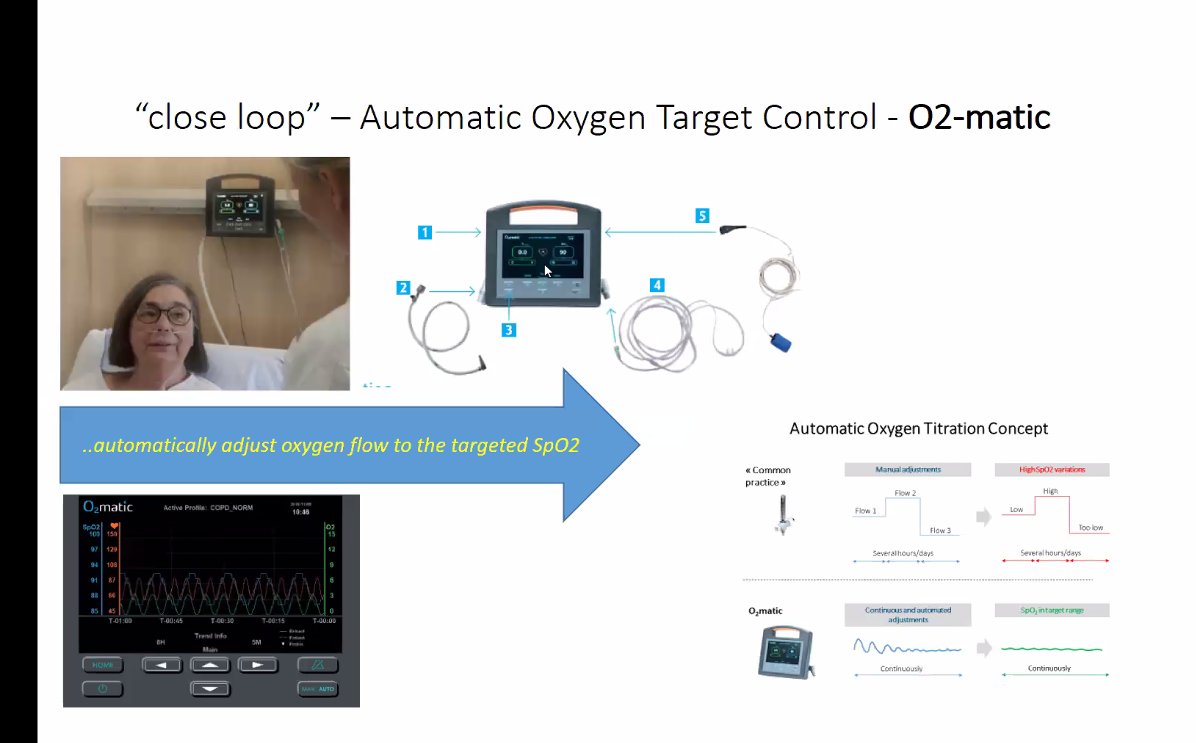 “close loop” – Automatic Oxygen Target Control - O2-matic
1
2
3
4
5
..automatically adjust oxygen flow to the targeted SpO2
O2matic
Active Profile: COPD_NORM
10:46
SpO2
O2
100 150 15
97 129 12
94 108 9
91 87 6
88 66 3
85 45 0
T-01:00 T-00:45 T-00:30 T-00:15 T-00:00
Trend Info
8H 5M
Main
HOME
MAN AUTO
Automatic Oxygen Titration Concept
« Common
practice »
Manual adjustments
Flow 1
Flow 2
Flow 3
Several hours/days
High SpO2 variations
Low
High
Too low
Several hours/days
O2matic
Continuous and automated
adjustments
Continuously
SpO2 in target range
Continuously